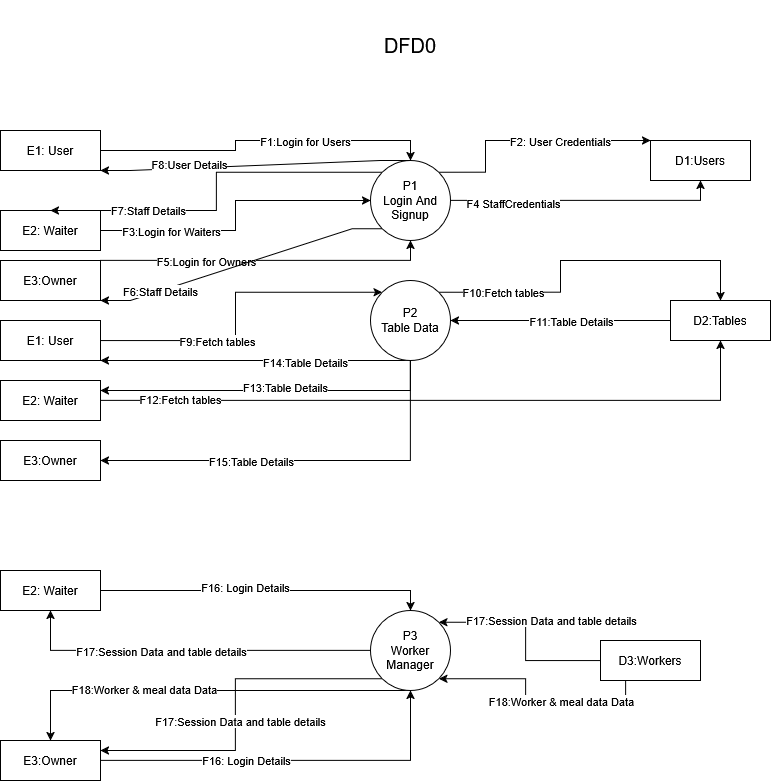 DFD0
E1: User
F1:Login for Users
F2: User Credentials
D1:Users
F8:User Details
P1
Login And
Signup
F7:Staff Details
F4 StaffCredentials
E2: Waiter
F3:Login for Waiters
F5:Login for Owners
E3:Owner
F6:Staff Details
F10:Fetch tables
P2
Table Data
F11:Table Details
D2:Tables
E1: User
F9:Fetch tables
F14:Table Details
F13:Table Details
E2: Waiter
F12:Fetch tables
E3:Owner
F15:Table Details
E2: Waiter
F16: Login Details
F17:Session Data and table details
P3
Worker
Manager
F17:Session Data and table details
D3:Workers
F18:Worker & meal data Data
F18:Worker & meal data Data
F17:Session Data and table details
E3:Owner
F16: Login Details